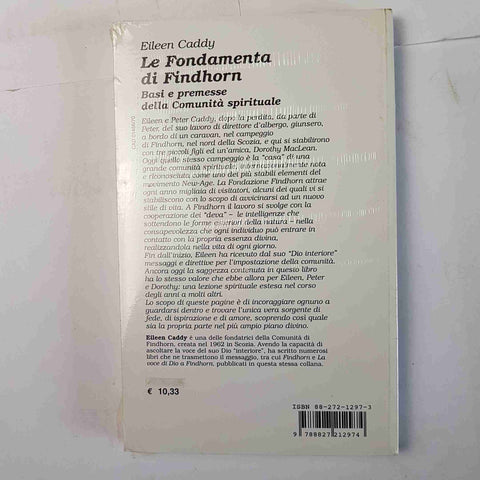 Eileen Caddy
Le Fondamenta
di Findhorn
Basi e premesse
della Comunità spirituale
Eileen e Peter Caddy, dopo la perdita, da parte di
Peter, del suo lavoro di direttore d'albergo, giunsero,
a bordo di un caravan, nel campeggio
di Findhorn, nel nord della Scozia, e qui si stabilirono
con tre piccoli figli ed un'amica, Dorothy MacLean.
Oggi quello stesso campeggio è la "casa" di una
grande comunità spirituale, internazionalmente nota
e riconosciuta come uno dei più stabili elementi del
movimento New-Age. La Fondazione Findhorn attrae
ogni anno migliaia di visitatori, alcuni dei quali vi si
stabiliscono con lo scopo di avvicinarsi ad un nuovo
stile di vita. A Findhorn il lavoro si svolge con la
cooperazione dei "deva" – le intelligenze che
sottendono le forme esteriori della natura – nella
consapevolezza che ogni individuo può entrare in
contatto con la propria essenza divina,
realizzandola nella vita di ogni giorno.
Fin dall'inizio, Eileen ha ricevuto dal suo "Dio interiore"
messaggi e direttive per l'impostazione della comunità.
Ancora oggi la saggezza contenuta in questo libro
ha lo stesso valore che ebbe allora per Eileen, Peter
e Dorothy: una lezione spirituale estesa nel corso
degli anni a molti altri.
Lo scopo di queste pagine è di incoraggiare ognuno a
guardarsi dentro e trovare l'unica vera sorgente di
fede, di ispirazione e di amore, scoprendo così quale
sia la propria parte nel più ampio piano divino.
Eileen Caddy è una delle fondatrici della Comunità di
Findhorn, creata nel 1962 in Scozia. Avendo la capacità di
ascoltare la voce del suo Dio "interiore", ha scritto numerosi
libri che ne trasmettono il messaggio, tra cui Findhorn e La
voce di Dio a Findhorn, pubblicati in questa stessa collana.
€ 10,33
ISBN 88-272-1297-3
9 788827 212974